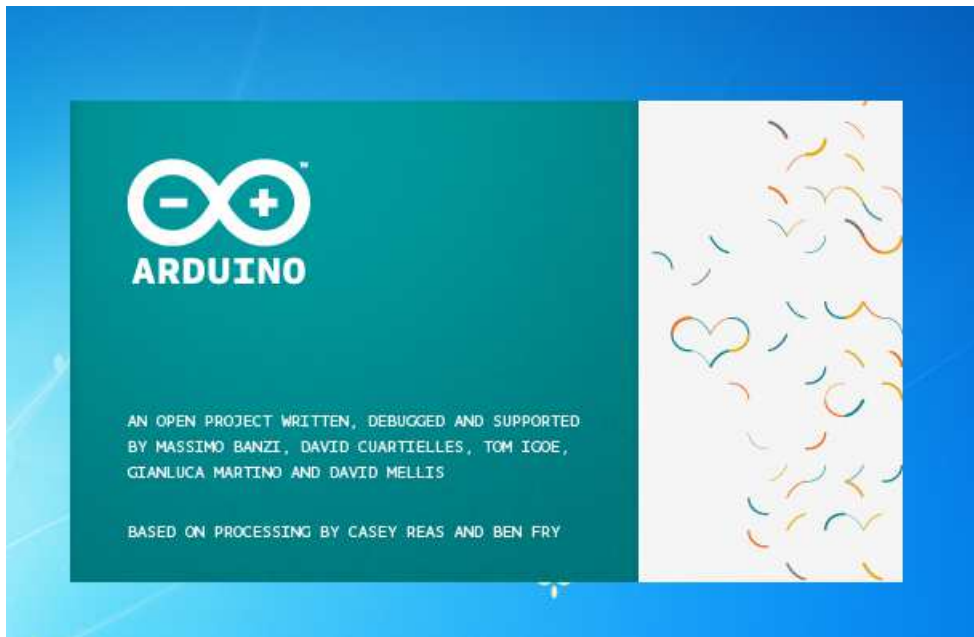 ™
ARDUINO
AN OPEN PROJECT WRITTEN, DEBUGGED AND SUPPORTED
BY MASSIMO BANZI, DAVID CUARTIELLES, TOM IGOE,
GIANLUCA MARTINO AND DAVID MELLIS
BASED ON PROCESSING BY CASEY REAS AND BEN FRY